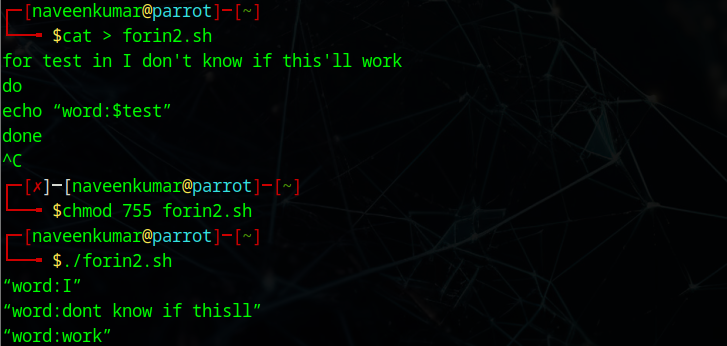 ┌─[naveenkumar@parrot]─[~]
└──╼ $cat > forin2.sh
for test in I don't know if this'll work
do
echo “word:$test”
done
^C
┌─[✗]─[naveenkumar@parrot]─[~]
└──╼ $chmod 755 forin2.sh
┌─[naveenkumar@parrot]─[~]
└──╼ $./forin2.sh
“word:I”
“word:dont know if thisll”
“word:work”